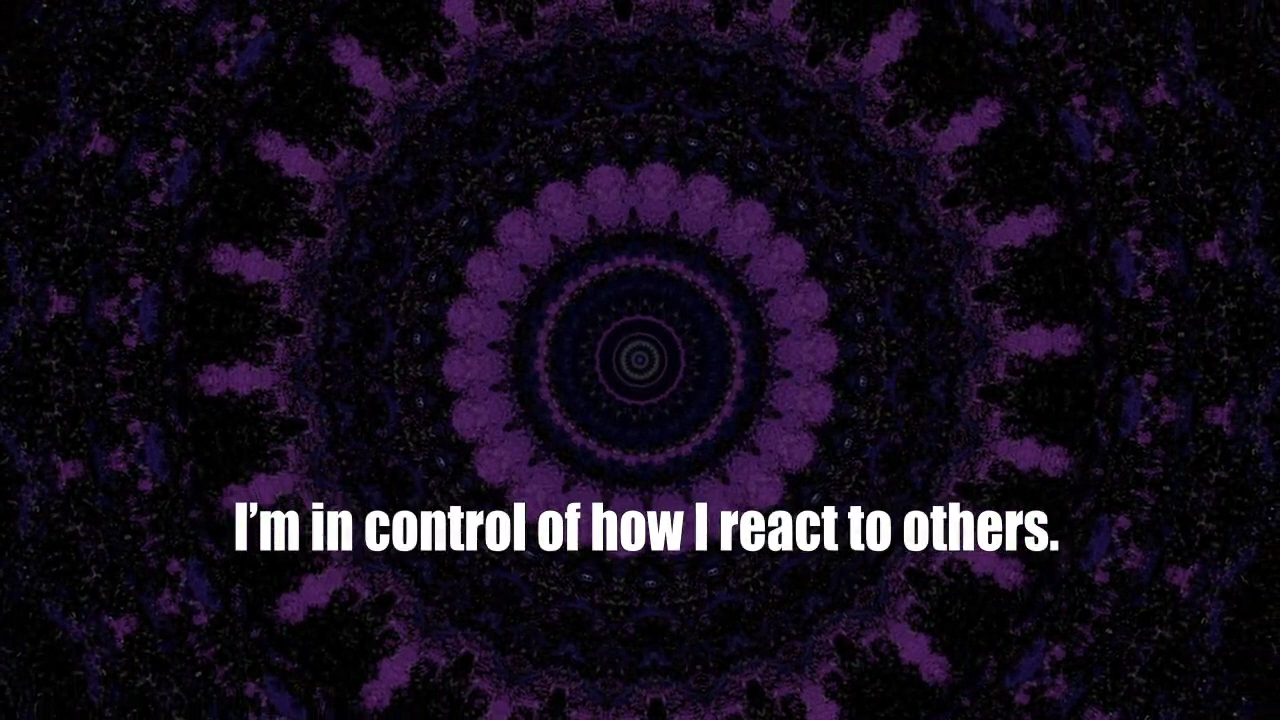 I’m in control of how I react to others.